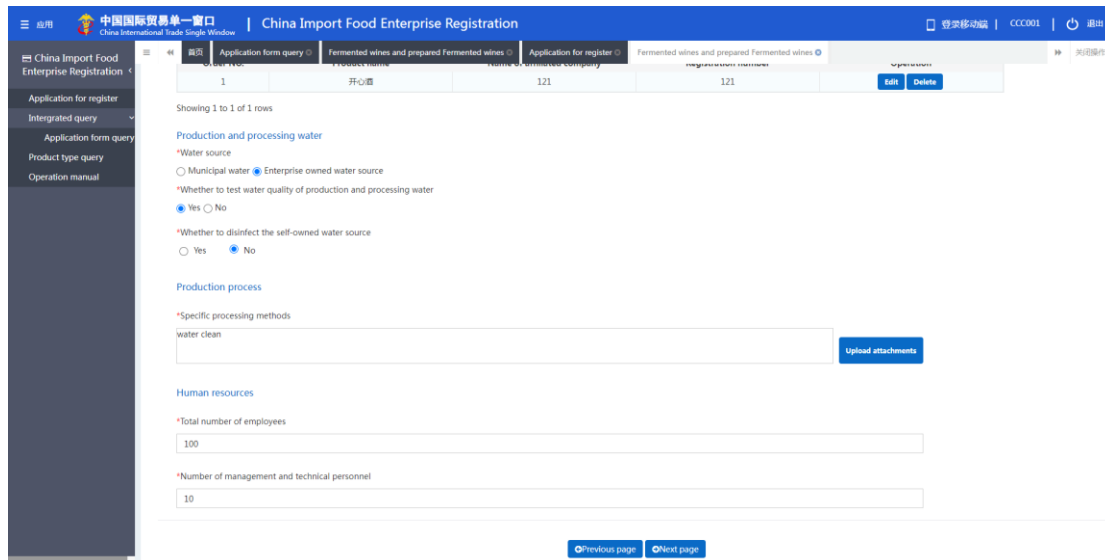 应用 中国国际贸易单一窗口 China International Trade Single Window | China Import Food Enterprise Registration 登录移动端 | CCC001 | 退出
China Import Food Enterprise Registration
Application for register
Intergrated query
Application form query
Product type query
Operation manual
首页 Application form query Fermented wines and prepared Fermented wines Application for register Fermented wines and prepared Fermented wines 关闭操作
Order No. Product name Name of affiliated company Registration number Operation
1 开心酒 121 121 Edit Delete
Showing 1 to 1 of 1 rows
Production and processing water
*Water source
Municipal water Enterprise owned water source
*Whether to test water quality of production and processing water
Yes No
*Whether to disinfect the self-owned water source
Yes No
Production process
*Specific processing methods
water clean
Upload attachments
Human resources
*Total number of employees
100
*Number of management and technical personnel
10
Previous page Next page